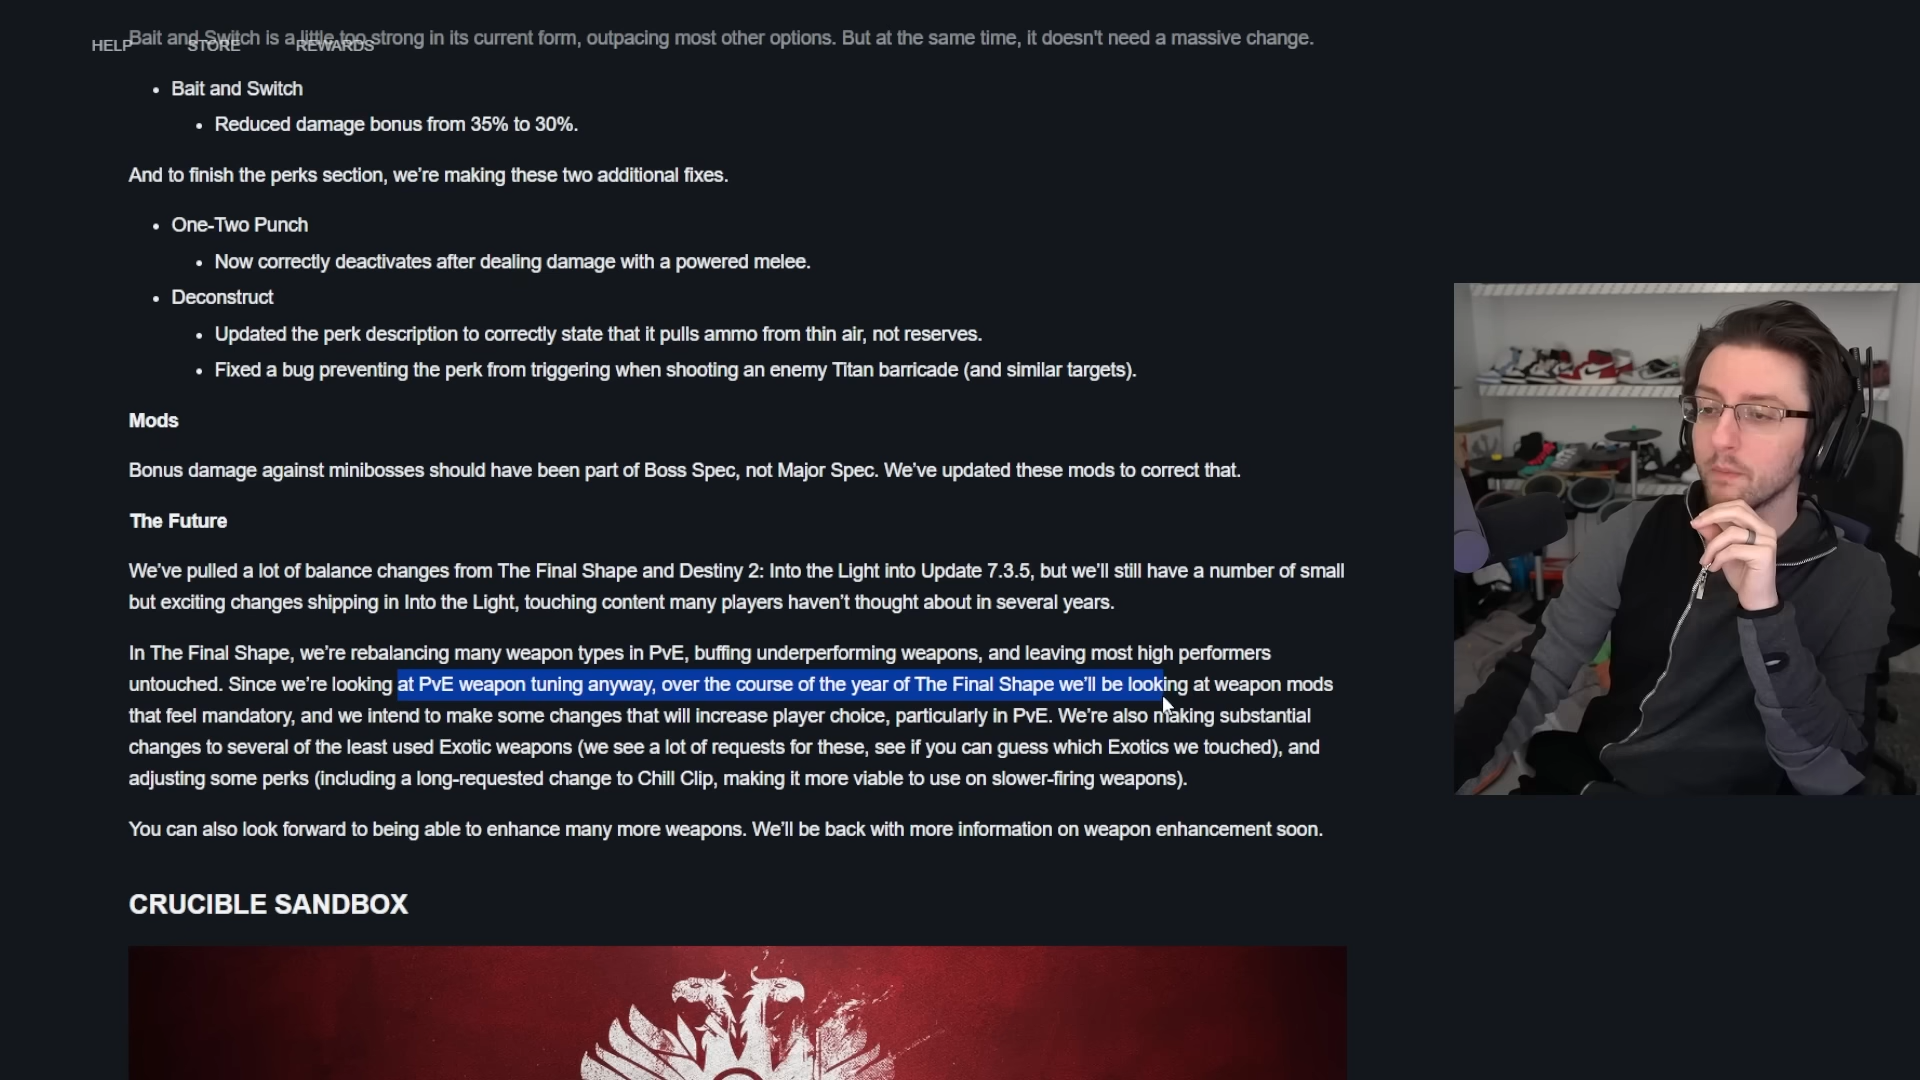 HELP STORE REWARDS
Bait and Switch is a little too strong in its current form, outpacing most other options. But at the same time, it doesn't need a massive change.
• Bait and Switch
• Reduced damage bonus from 35% to 30%.
And to finish the perks section, we’re making these two additional fixes.
• One-Two Punch
• Now correctly deactivates after dealing damage with a powered melee.
• Deconstruct
• Updated the perk description to correctly state that it pulls ammo from thin air, not reserves.
• Fixed a bug preventing the perk from triggering when shooting an enemy Titan barricade (and similar targets).
Mods
Bonus damage against minibosses should have been part of Boss Spec, not Major Spec. We’ve updated these mods to correct that.
The Future
We’ve pulled a lot of balance changes from The Final Shape and Destiny 2: Into the Light into Update 7.3.5, but we’ll still have a number of small
but exciting changes shipping in Into the Light, touching content many players haven’t thought about in several years.
In The Final Shape, we’re rebalancing many weapon types in PvE, buffing underperforming weapons, and leaving most high performers
untouched. Since we’re looking at PvE weapon tuning anyway, over the course of the year of The Final Shape we’ll be looking at weapon mods
that feel mandatory, and we intend to make some changes that will increase player choice, particularly in PvE. We’re also making substantial
changes to several of the least used Exotic weapons (we see a lot of requests for these, see if you can guess which Exotics we touched), and
adjusting some perks (including a long-requested change to Chill Clip, making it more viable to use on slower-firing weapons).
You can also look forward to being able to enhance many more weapons. We’ll be back with more information on weapon enhancement soon.
CRUCIBLE SANDBOX